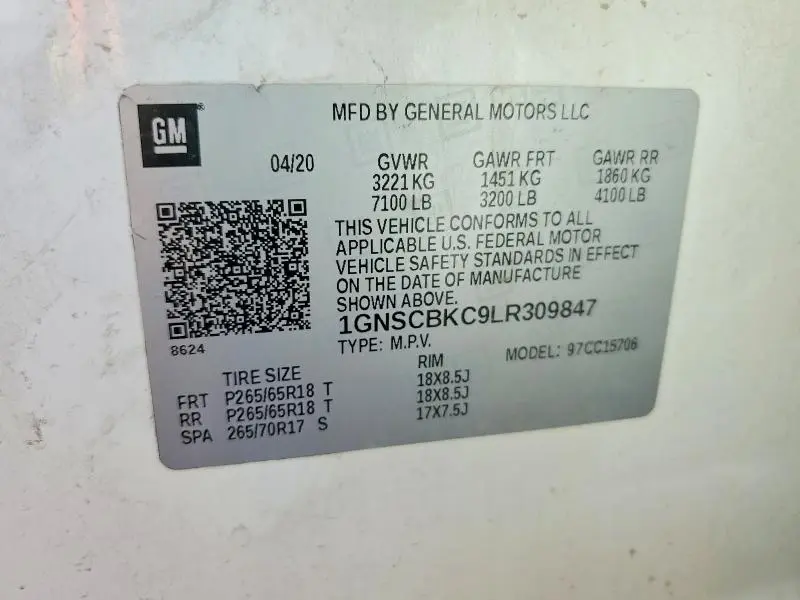 GM®
MFD BY GENERAL MOTORS LLC
04/20 GVWR GAWR FRT GAWR RR
3221 KG 1451 KG 1860 KG
7100 LB 3200 LB 4100 LB
THIS VEHICLE CONFORMS TO ALL
APPLICABLE U.S. FEDERAL MOTOR
VEHICLE SAFETY STANDARDS IN EFFECT
ON THE DATE OF MANUFACTURE
SHOWN ABOVE.
1GNSCBKC9LR309847
8624
TYPE: M.P.V. MODEL: 97CC15706
TIRE SIZE RIM
FRT P265/65R18 T 18X8.5J
RR P265/65R18 T 18X8.5J
SPA 265/70R17 S 17X7.5J